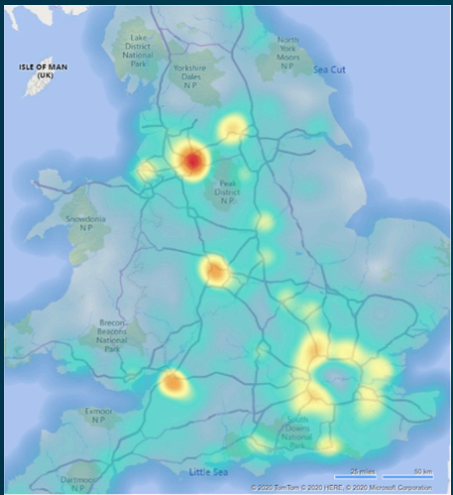 Lake
District
National
Park
North
York
Moors
N.P.
Sea Cut
ISLE OF MAN
(UK)
Yorkshire
Dales
N.P.
Peak
District
N.P.
Snowdonia
N.P.
Brecon
Beacons
National
Park
Exmoor
N.P.
South
Downs
National
Park
Little Sea
Dartmoor
N.P.
25 miles
50 km
© 2020 TomTom © 2020 HERE, © 2020 Microsoft Corporation